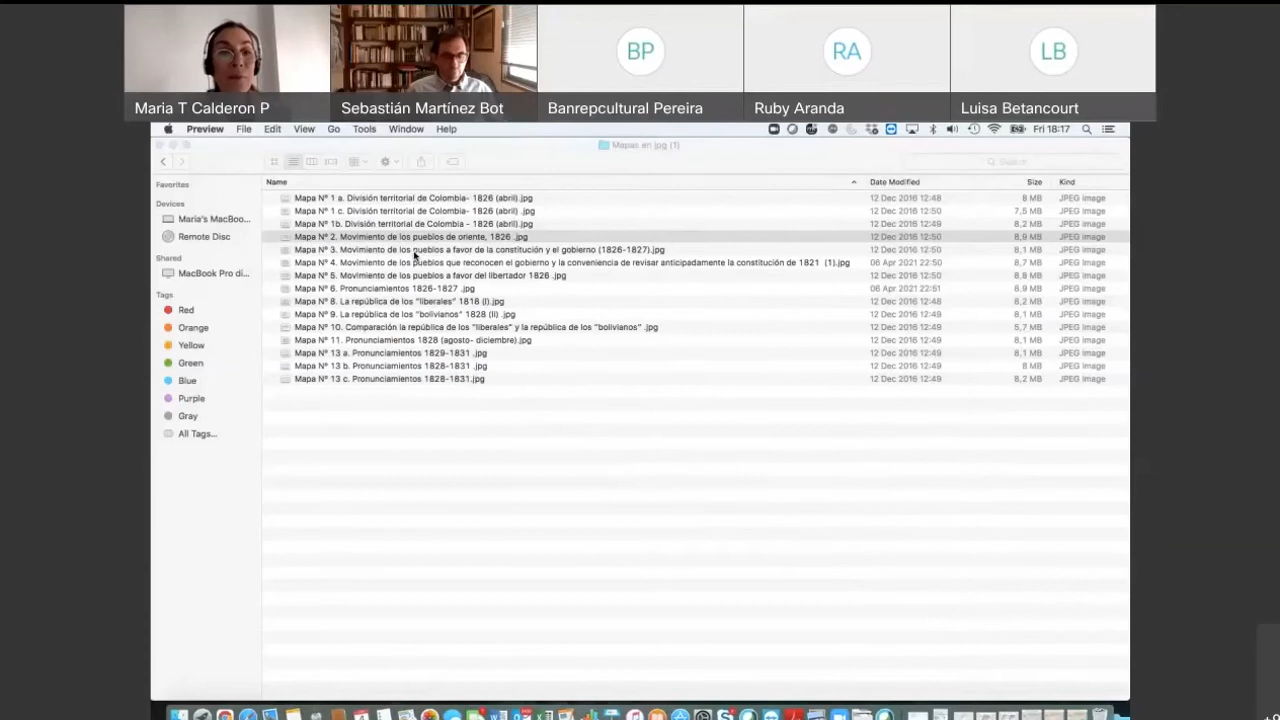 BP
RA
LB
Maria T Calderon P
Sebastián Martínez Bot
Banrepcultural Pereira
Ruby Aranda
Luisa Betancourt
Preview File Edit View Go Tools Window Help Fri 18:17
Mapas en jpg (1)
Search
Favorites
Devices
Maria's MacBoo...
Remote Disc
Shared
MacBook Pro di...
Tags
Red
Orange
Yellow
Green
Blue
Purple
Gray
All Tags...
Name Date Modified Size Kind
Mapa Nº 1 a. División territorial de Colombia- 1826 (abril).jpg 12 Dec 2016 12:48 8 MB JPEG image
Mapa Nº 1 c. División territorial de Colombia- 1826 (abril) .jpg 12 Dec 2016 12:49 7,5 MB JPEG image
Mapa Nº 1b. División territorial de Colombia - 1826 (abril).jpg 12 Dec 2016 12:49 8,2 MB JPEG image
Mapa Nº 2. Movimiento de los pueblos de oriente, 1826 .jpg 12 Dec 2016 12:50 8,9 MB JPEG image
Mapa Nº 3. Movimiento de los pueblos a favor de la constitución y el gobierno (1826-1827).jpg 12 Dec 2016 12:50 8,1 MB JPEG image
Mapa Nº 4. Movimiento de los pueblos que reconocen el gobierno y la conveniencia de revisar anticipadamente la constitución de 1821 (1).jpg 06 Apr 2021 22:50 8,7 MB JPEG image
Mapa Nº 5. Movimiento de los pueblos a favor del libertador 1826 .jpg 12 Dec 2016 12:50 8,8 MB JPEG image
Mapa Nº 6. Pronunciamientos 1826-1827 .jpg 06 Apr 2021 22:51 8,9 MB JPEG image
Mapa Nº 8. La república de los "liberales" 1818 (I).jpg 12 Dec 2016 12:48 8,2 MB JPEG image
Mapa Nº 9. La república de los "bolivianos" 1828 (II) .jpg 12 Dec 2016 12:49 8,1 MB JPEG image
Mapa Nº 10. Comparación la república de los "liberales" y la república de los "bolivianos" .jpg 12 Dec 2016 12:49 5,7 MB JPEG image
Mapa Nº 11. Pronunciamientos 1828 (agosto- diciembre).jpg 12 Dec 2016 12:49 8,1 MB JPEG image
Mapa Nº 13 a. Pronunciamientos 1829-1831 .jpg 12 Dec 2016 12:49 8,1 MB JPEG image
Mapa Nº 13 b. Pronunciamientos 1828-1831 .jpg 12 Dec 2016 12:49 8 MB JPEG image
Mapa Nº 13 c. Pronunciamientos 1828-1831.jpg 12 Dec 2016 12:49 8,2 MB JPEG image